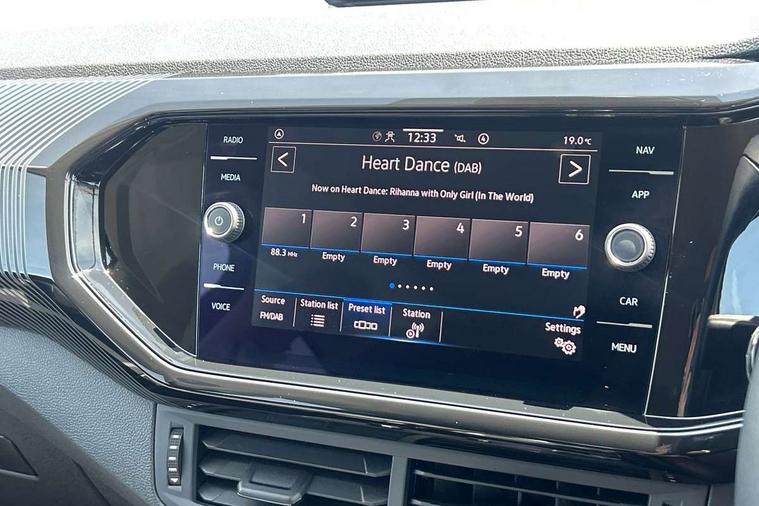 RADIO
MEDIA
PHONE
VOICE
12:33
4
19.0 °C
Heart Dance (DAB)
Now on Heart Dance: Rihanna with Only Girl (In The World)
1 2 3 4 5 6
88.3 MHz Empty Empty Empty Empty Empty
Source Station list Preset list Station Settings
FM/DAB
NAV
APP
CAR
MENU